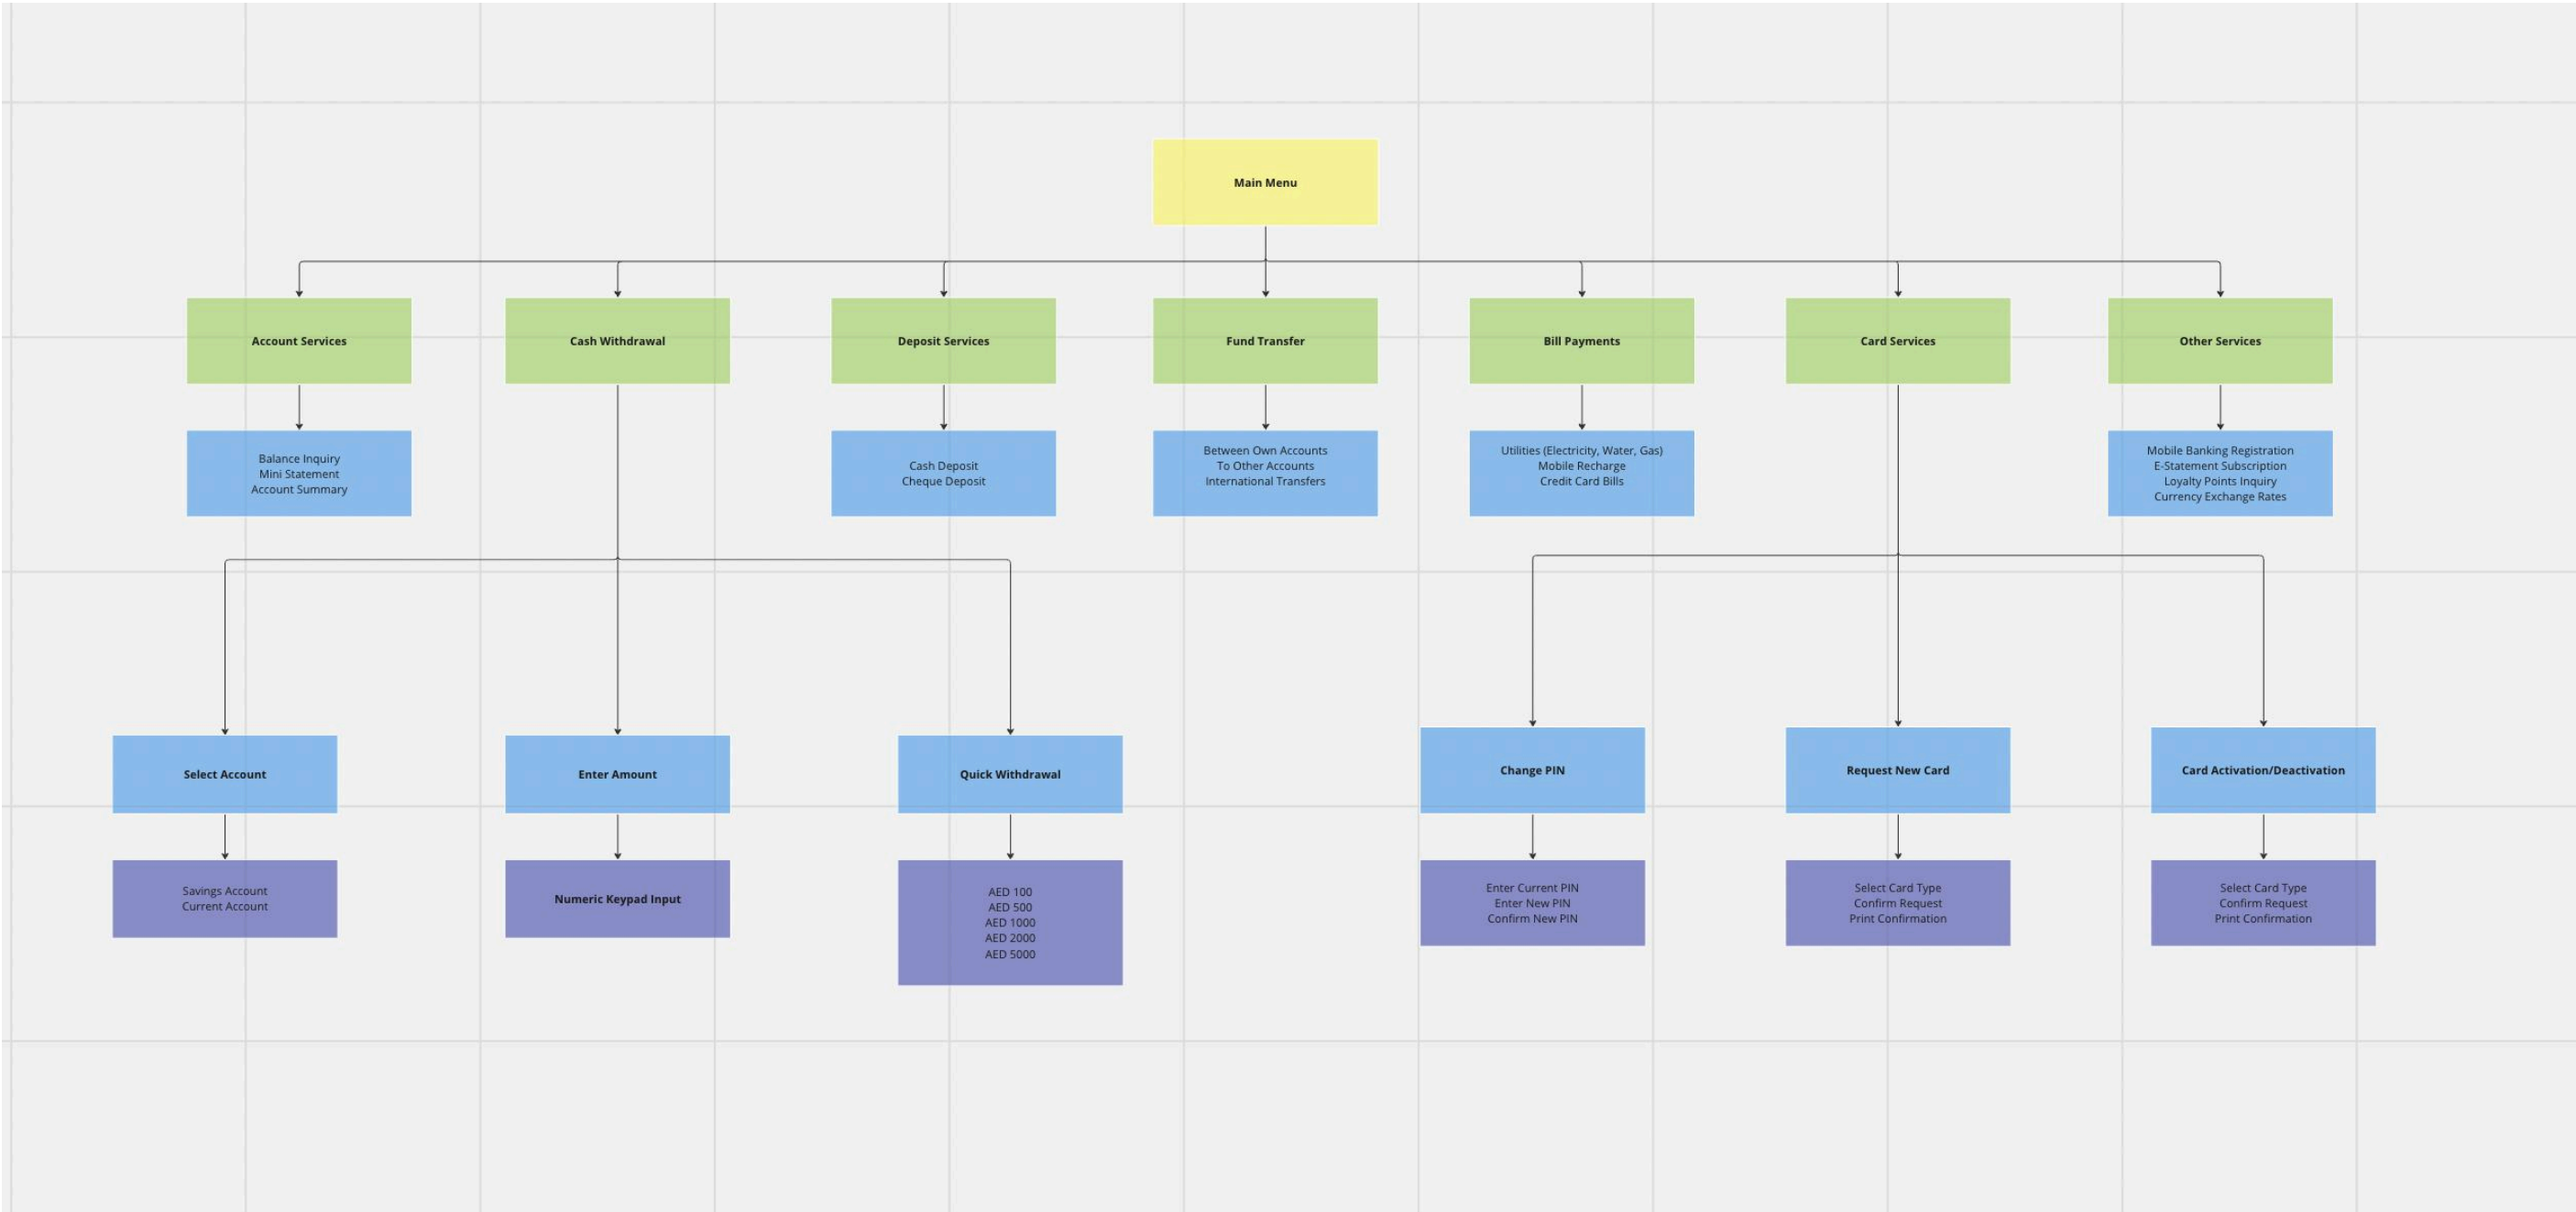 Main Menu
Account Services
Cash Withdrawal
Deposit Services
Fund Transfer
Bill Payments
Card Services
Other Services
Balance Inquiry
Mini Statement
Account Summary
Cash Deposit
Cheque Deposit
Between Own Accounts
To Other Accounts
International Transfers
Utilities (Electricity, Water, Gas)
Mobile Recharge
Credit Card Bills
Mobile Banking Registration
E-Statement Subscription
Loyalty Points Inquiry
Currency Exchange Rates
Select Account
Enter Amount
Quick Withdrawal
Change PIN
Request New Card
Card Activation/Deactivation
Savings Account
Current Account
Numeric Keypad Input
AED 100
AED 500
AED 1000
AED 2000
AED 5000
Enter Current PIN
Enter New PIN
Confirm New PIN
Select Card Type
Confirm Request
Print Confirmation
Select Card Type
Confirm Request
Print Confirmation